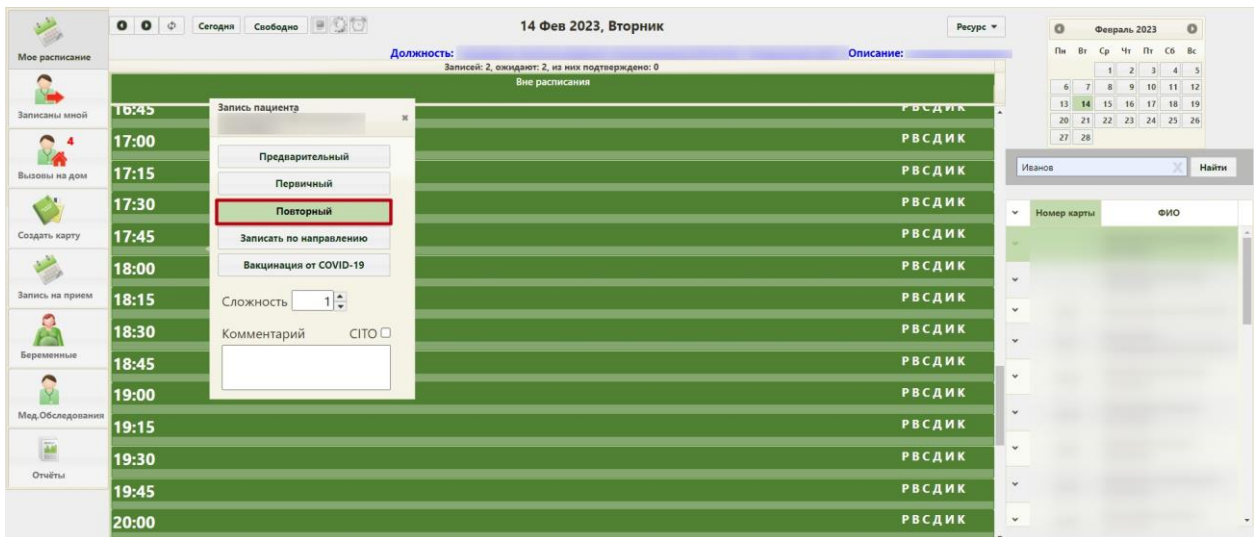 Мое расписание
Записаны мной
4
Вызовы на дом
Создать карту
Запись на прием
Беременные
Мед.Обследования
Отчёты
Сегодня Свободно 14 Фев 2023, Вторник Ресурс
Должность: Описание:
Записей: 2, ожидают: 2, из них подтверждено: 0
Вне расписания
16:45 РВСДИК
17:00 РВСДИК
17:15 РВСДИК
17:30 РВСДИК
17:45 РВСДИК
18:00 РВСДИК
18:15 РВСДИК
18:30 РВСДИК
18:45 РВСДИК
19:00 РВСДИК
19:15 РВСДИК
19:30 РВСДИК
19:45 РВСДИК
20:00 РВСДИК
Запись пациента
Предварительный
Первичный
Повторный
Записать по направлению
Вакцинация от COVID-19
Сложность 1
Комментарий CITO
Февраль 2023
Пн Вт Ср Чт Пт Сб Вс
1 2 3 4 5
6 7 8 9 10 11 12
13 14 15 16 17 18 19
20 21 22 23 24 25 26
27 28
Иванов Найти
Номер карты ФИО